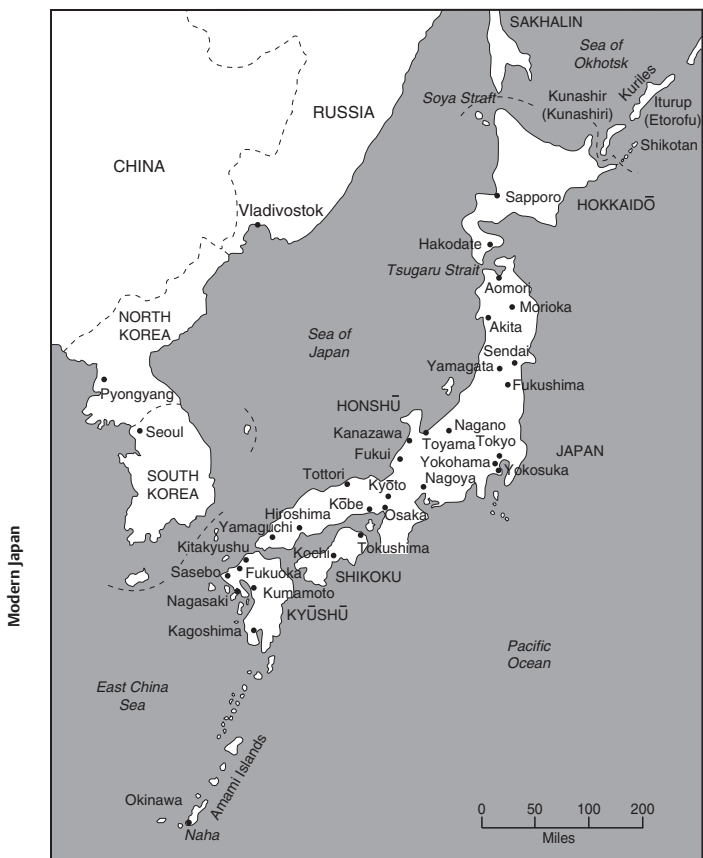 SAKHALIN
Sea of
Okhotsk
Kuriles
Soya Straft
Kunashir
(Kunashiri)
Iturup
(Etorofu)
Shikotan
RUSSIA
CHINA
Sapporo
HOKKAIDŌ
Vladivostok
Hakodate
Tsugaru Strait
Aomori
Morioka
Akita
NORTH
KOREA
Sea of
Japan
Sendai
Yamagata
Fukushima
Pyongyang
HONSHŪ
Seoul
Kanazawa
Toyama
Nagano
Tokyo
JAPAN
Fukui
Yokohama
Yokosuka
SOUTH
KOREA
Tottori
Kyōto
Nagoya
Kōbe
Osaka
Hiroshima
Yamaguchi
Kitakyushu
Kochi
Tokushima
Sasebo
Fukuoka
SHIKOKU
Nagasaki
Kumamoto
KYŪSHŪ
Kagoshima
Modern Japan
Pacific
Ocean
East China
Sea
Amami Islands
Okinawa
Naha
0 50 100 200
Miles